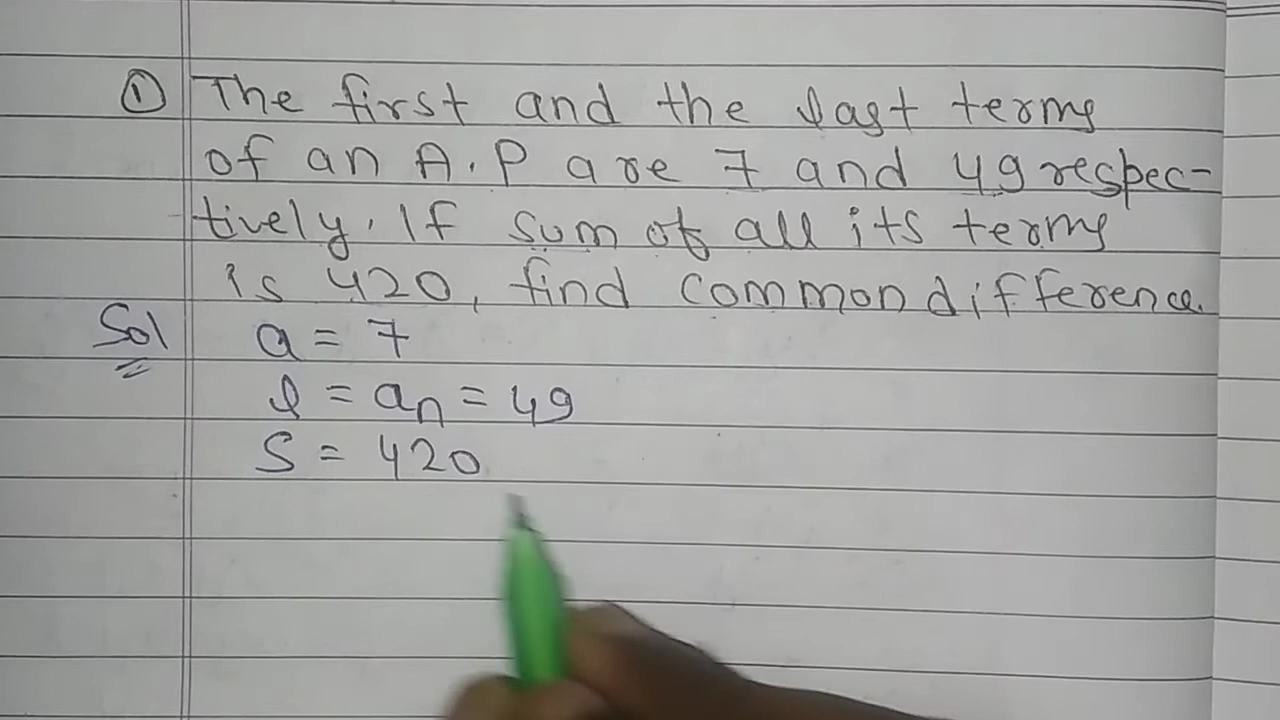 ① The first and the last terms
of an A.P are 7 and 49 respec-
tively. If sum of all its terms
is 420, find common difference.
Sol a = 7
l = an = 49
S = 420